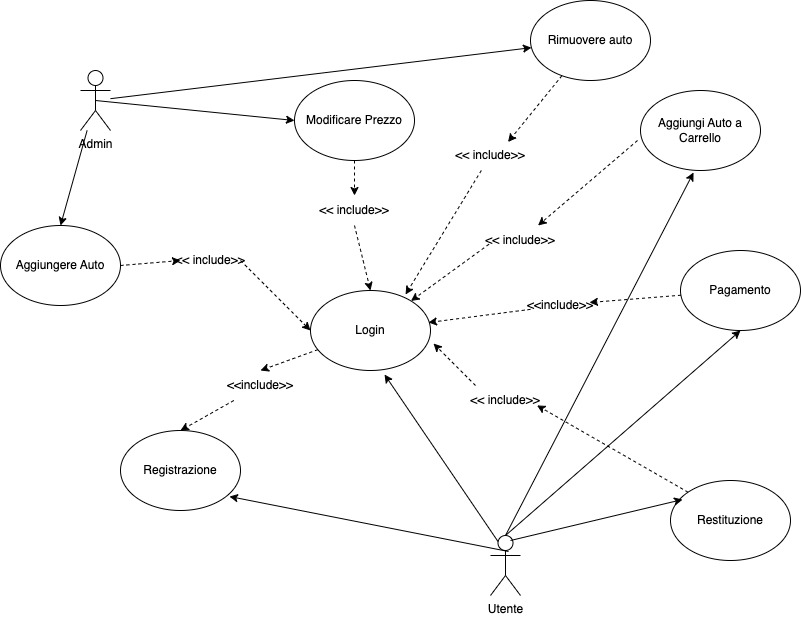 Rimuovere auto
Modificare Prezzo
Aggiungi Auto a
Carrello
Admin
<< include>>
<< include>>
<< include>>
Aggiungere Auto
<< include>>
Pagamento
<<include>>
Login
<<include>>
<< include>>
Registrazione
Restituzione
Utente